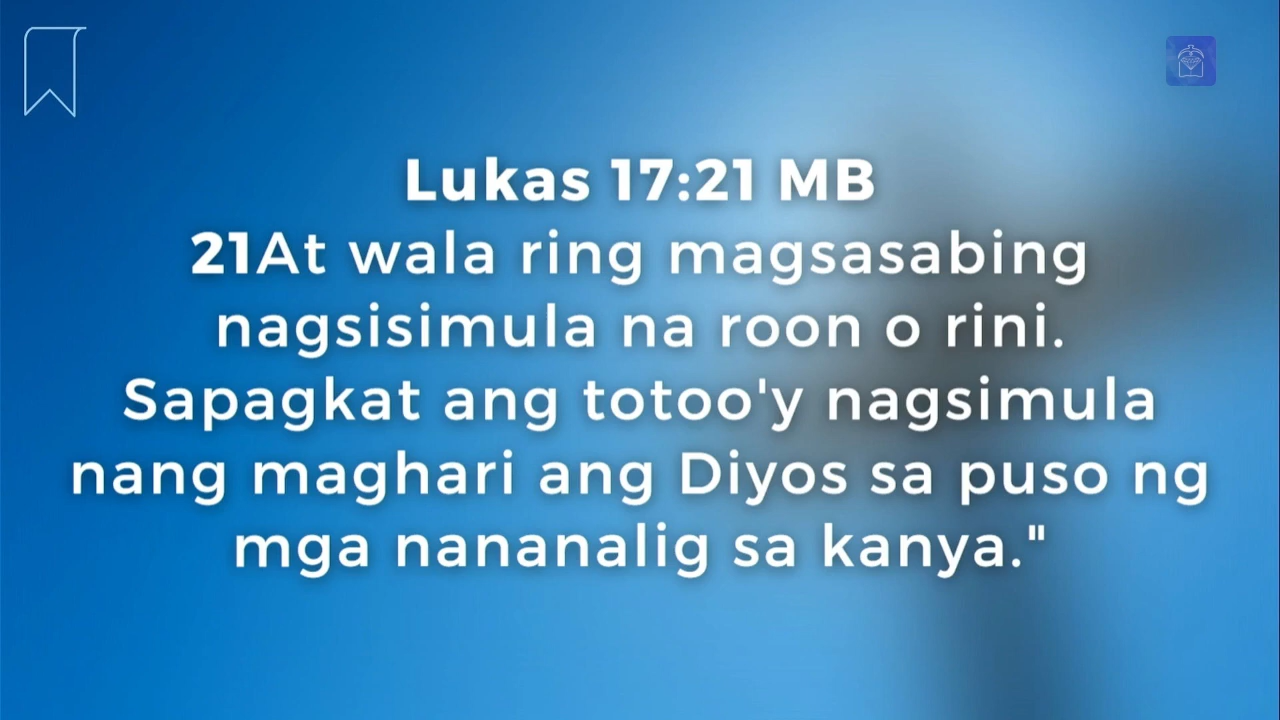 Lukas 17:21 MB
21At wala ring magsasabing
nagsisimula na roon o rini.
Sapagkat ang totoo'y nagsimula
nang maghari ang Diyos sa puso ng
mga nananalig sa kanya."